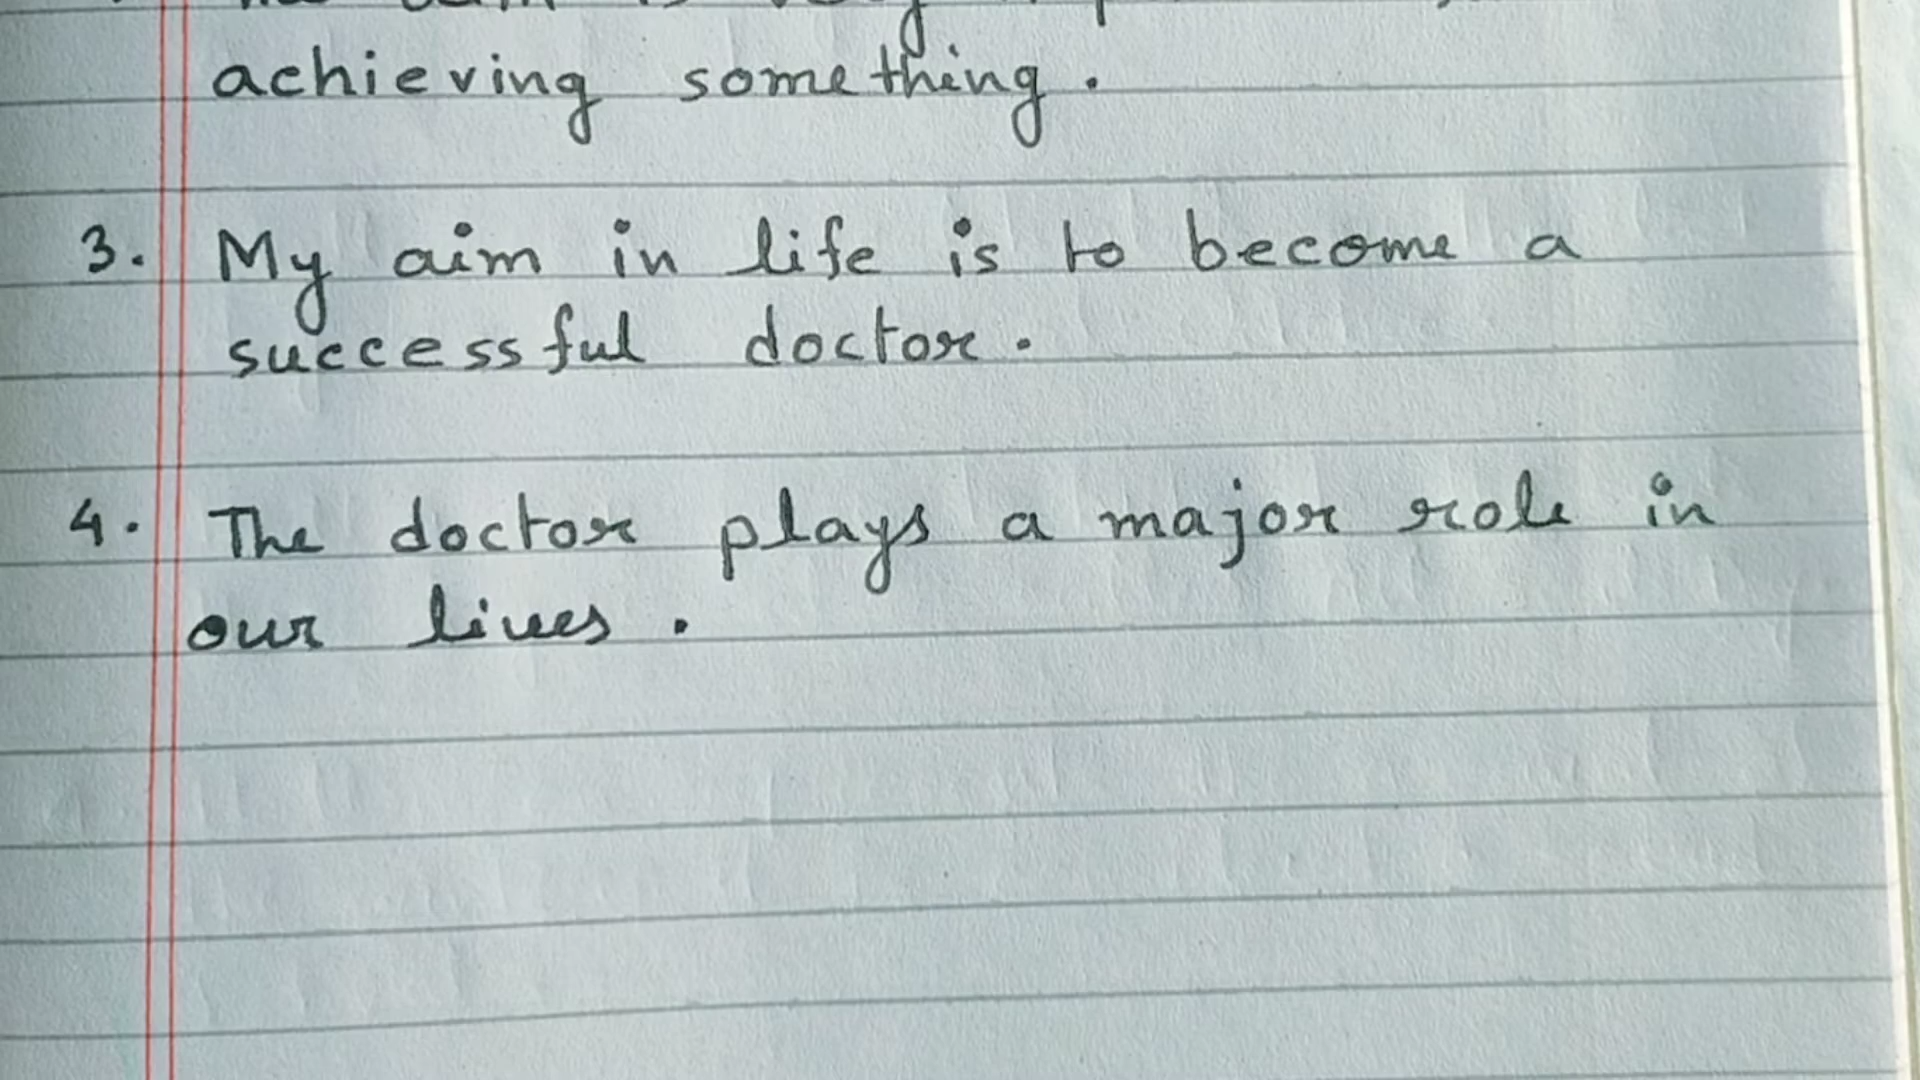 achieving something.
3. My aim in life is to become a
successful doctor.
4. The doctor plays a major role in
our lives.